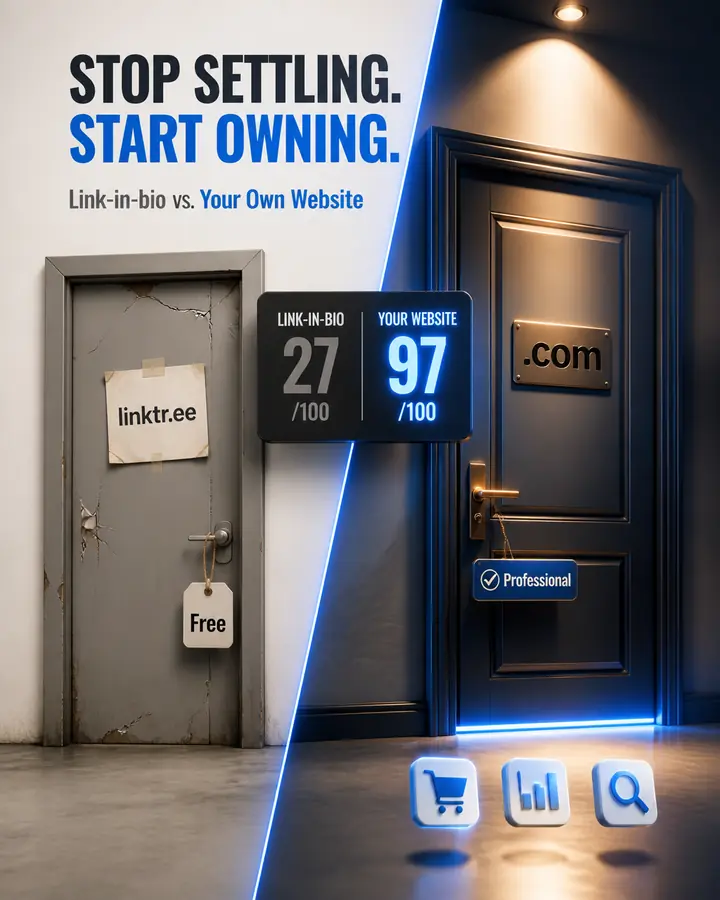 STOP SETTLING.
START OWNING.
Link-in-bio vs. Your Own Website
LINK-IN-BIO
27
/100
YOUR WEBSITE
97
/100
linktr.ee
Free
.com
Professional